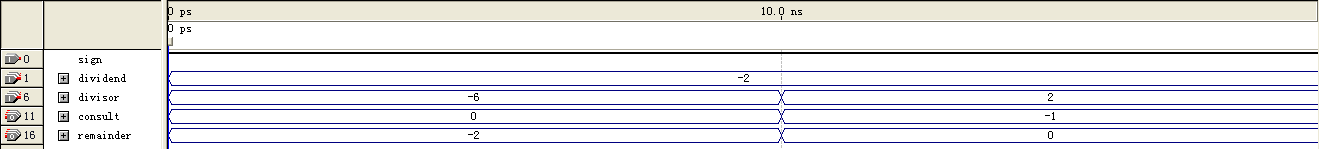 0 ps 10.0 ns
0 ps
0 sign
1 dividend -2
6 divisor -6 2
11 consult 0 -1
16 remainder -2 0